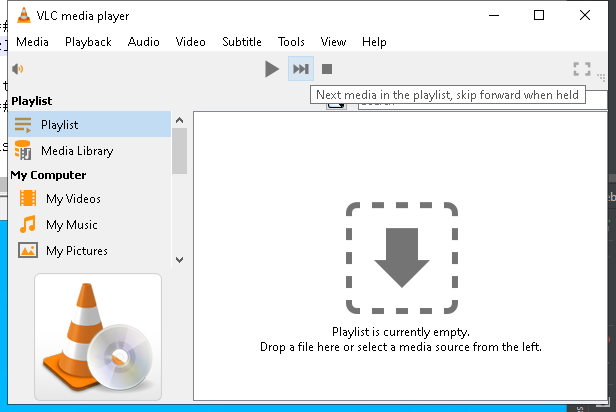 VLC media player
Media Playback Audio Video Subtitle Tools View Help
Next media in the playlist, skip forward when held
Playlist
Playlist
Media Library
My Computer
My Videos
My Music
My Pictures
Playlist is currently empty.
Drop a file here or select a media source from the left.